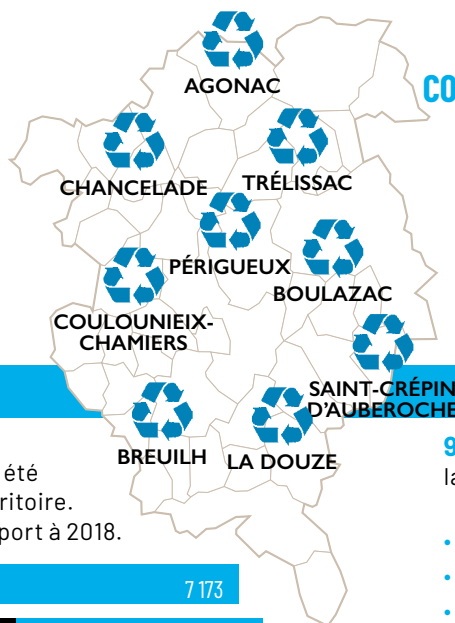 AGONAC
CO
CHANCELADE
TRÉLISSAC
PÉRIGUEUX
BOULAZAC
COULOUNIEIX-
CHAMIERS
SAINT-CRÉPIN
D'AUBEROCHE
BREUILH
LA DOUZE
été
ritoire.
port à 2018.
7 173
9
la
•
•
•